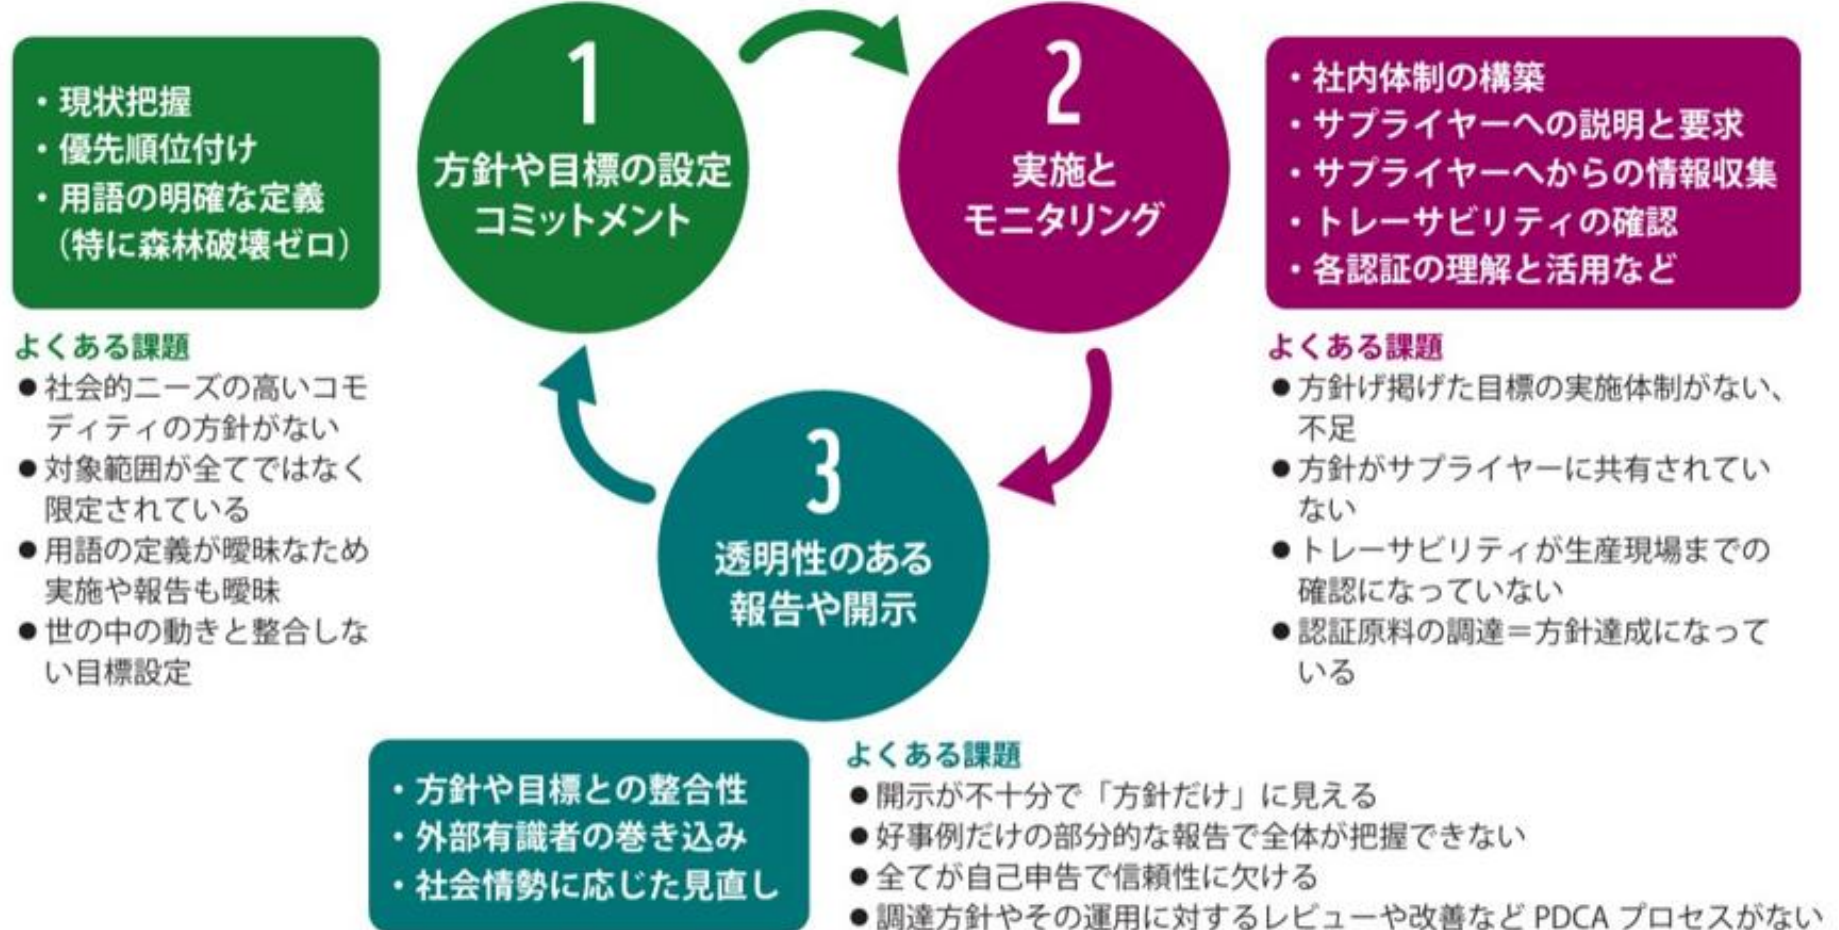 ・現状把握
・優先順位付け
・用語の明確な定義
（特に森林破壊ゼロ）
よくある課題
●社会的ニーズの高いコモ
ディティの方針がない
●対象範囲が全てではなく
限定されている
●用語の定義が曖昧なため
実施や報告も曖昧
●世の中の動きと整合しな
い目標設定
1
方針や目標の設定
コミットメント
2
実施と
モニタリング
・社内体制の構築
・サプライヤーへの説明と要求
・サプライヤーへからの情報収集
・トレーサビリティの確認
・各認証の理解と活用など
よくある課題
●方針げ掲げた目標の実施体制がない、
不足
●方針がサプライヤーに共有されてい
ない
●トレーサビリティが生産現場までの
確認になっていない
●認証原料の調達＝方針達成になって
いる
3
透明性のある
報告や開示
・方針や目標との整合性
・外部有識者の巻き込み
・社会情勢に応じた見直し
よくある課題
●開示が不十分で「方針だけ」に見える
●好事例だけの部分的な報告で全体が把握できない
●全てが自己申告で信頼性に欠ける
●調達方針やその運用に対するレビューや改善など PDCA プロセスがない